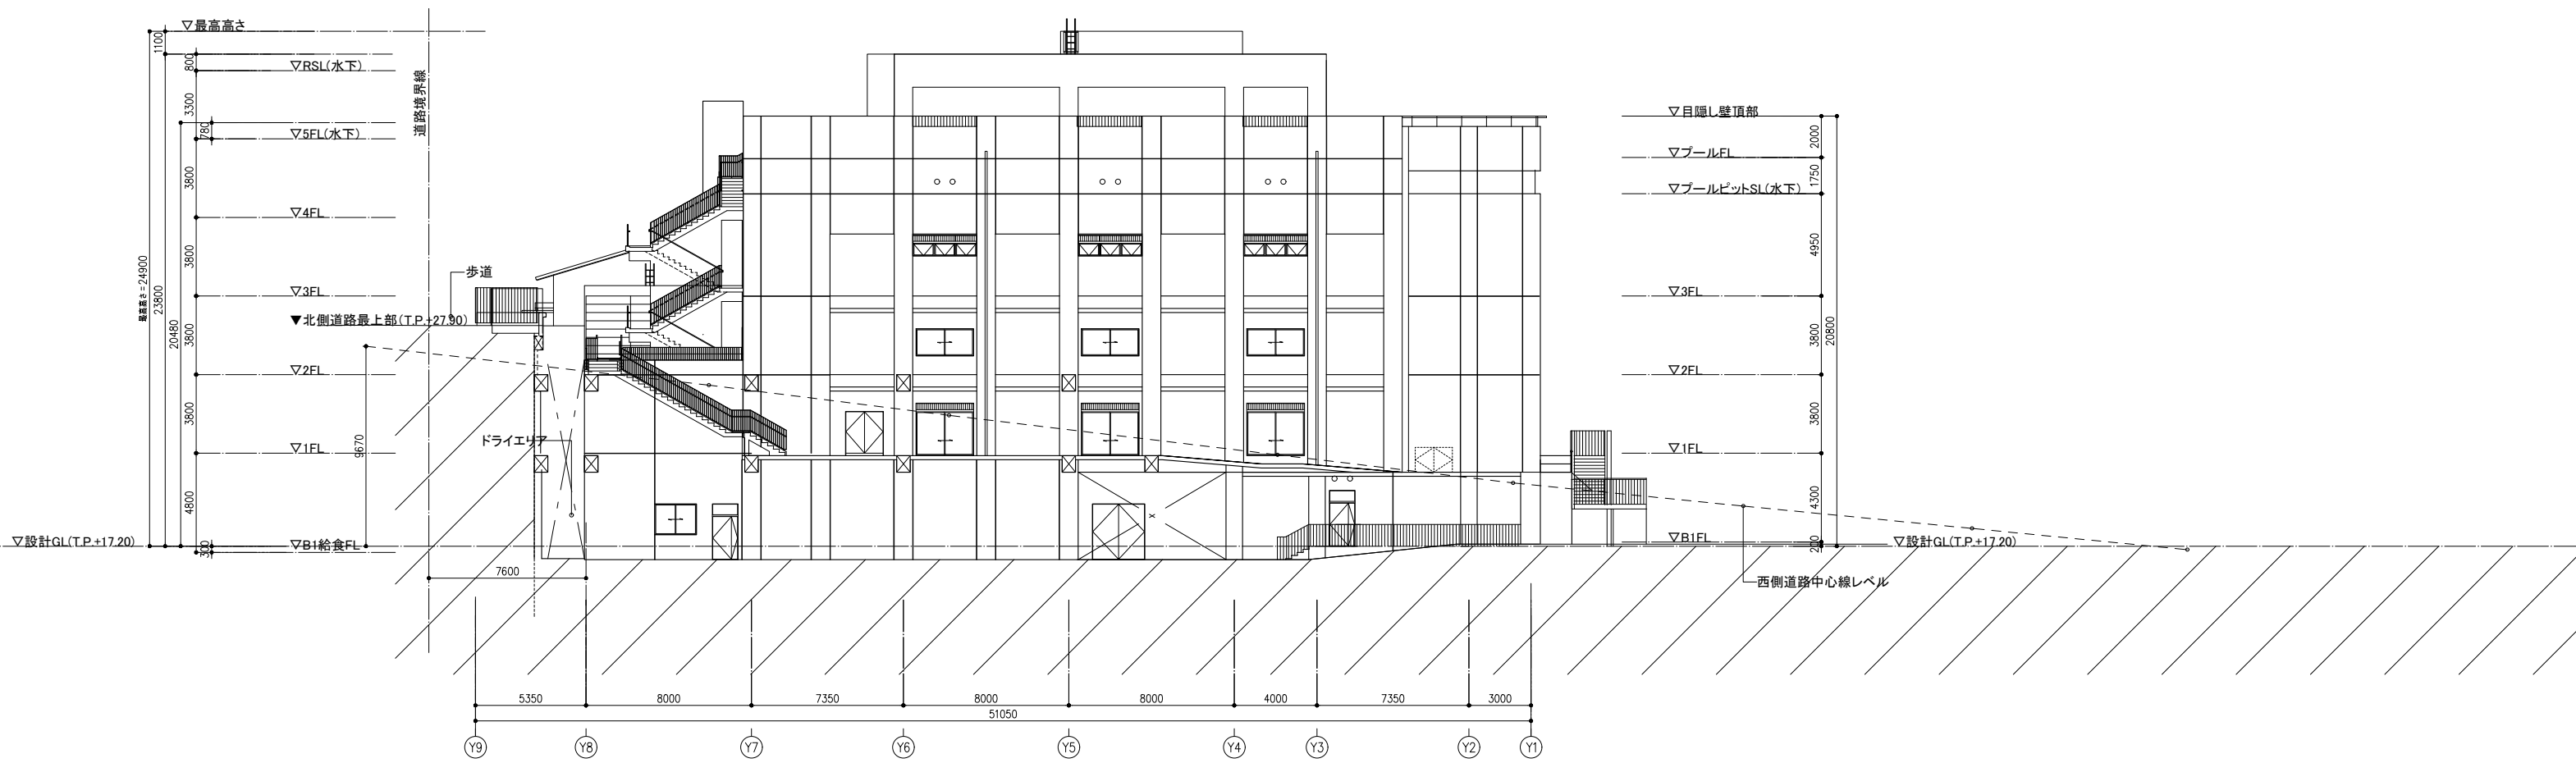 ▽最高高さ
1100
800
▽RSL(水下)
3300
780
▽5FL(水下)
3800
▽4FL
3800
▽3FL
▼北側道路最上部(T.P.+27.90)
3800
▽2FL
3800
▽1FL
4800
▽B1給食FL
300
▽設計GL(T.P.+17.20)
最高高さ=24900
23800
20480
9670
道路境界線
歩道
ドライエリア
7600
▽目隠し壁頂部
2000
▽プールFL
1750
▽プールピットSL(水下)
4950
▽3FL
3800
20800
▽2FL
3800
▽1FL
4300
▽B1FL
200
▽設計GL(T.P.+17.20)
西側道路中心線レベル
5350 8000 7350 8000 8000 4000 7350 3000
51050
Y9 Y8 Y7 Y6 Y5 Y4 Y3 Y2 Y1